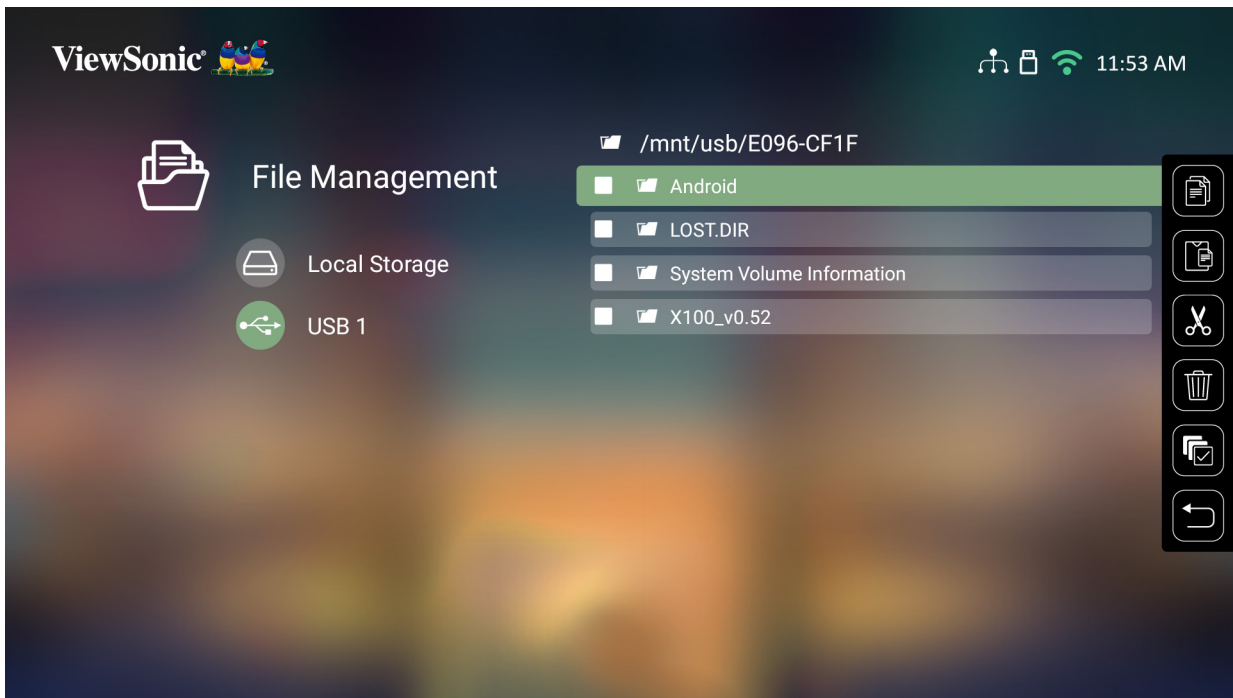 ViewSonic®
11:53 AM
File Management
Local Storage
USB 1
/mnt/usb/E096-CF1F
Android
LOST.DIR
System Volume Information
X100_v0.52